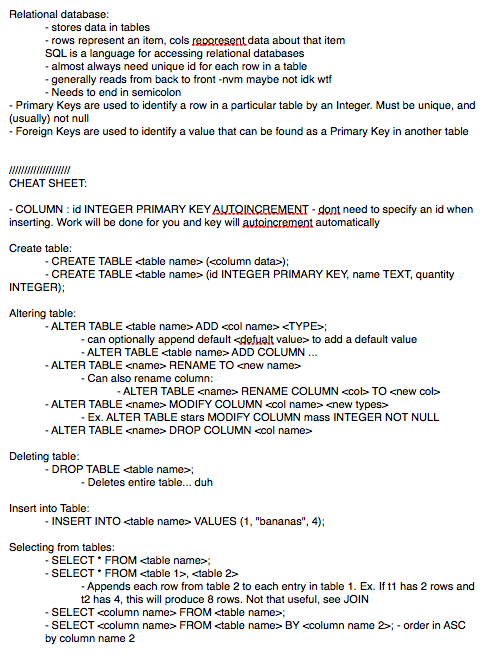 Relational database:
- stores data in tables
- rows represent an item, cols reporesent data about that item
SQL is a language for accessing relational databases
- almost always need unique id for each row in a table
- generally reads from back to front -nvm maybe not idk wtf
- Needs to end in semicolon
- Primary Keys are used to identify a row in a particular table by an Integer. Must be unique, and
(usually) not null
- Foreign Keys are used to identify a value that can be found as a Primary Key in another table
////////////////////
CHEAT SHEET:
- COLUMN : id INTEGER PRIMARY KEY AUTOINCREMENT - dont need to specify an id when
inserting. Work will be done for you and key will autoincrement automatically
Create table:
- CREATE TABLE <table name> (<column data>);
- CREATE TABLE <table name> (id INTEGER PRIMARY KEY, name TEXT, quantity
INTEGER);
Altering table:
- ALTER TABLE <table name> ADD <col name> <TYPE>;
- can optionally append default <defualt value> to add a default value
- ALTER TABLE <table name> ADD COLUMN ...
- ALTER TABLE <name> RENAME TO <new name>
- Can also rename column:
- ALTER TABLE <name> RENAME COLUMN <col> TO <new col>
- ALTER TABLE <name> MODIFY COLUMN <col name> <new types>
- Ex. ALTER TABLE stars MODIFY COLUMN mass INTEGER NOT NULL
- ALTER TABLE <name> DROP COLUMN <col name>
Deleting table:
- DROP TABLE <table name>;
- Deletes entire table... duh
Insert into Table:
- INSERT INTO <table name> VALUES (1, "bananas", 4);
Selecting from tables:
- SELECT * FROM <table name>;
- SELECT * FROM <table 1>, <table 2>
- Appends each row from table 2 to each entry in table 1. Ex. If t1 has 2 rows and
t2 has 4, this will produce 8 rows. Not that useful, see JOIN
- SELECT <column name> FROM <table name>;
- SELECT <column name> FROM <table name> BY <column name 2>; - order in ASC
by column name 2